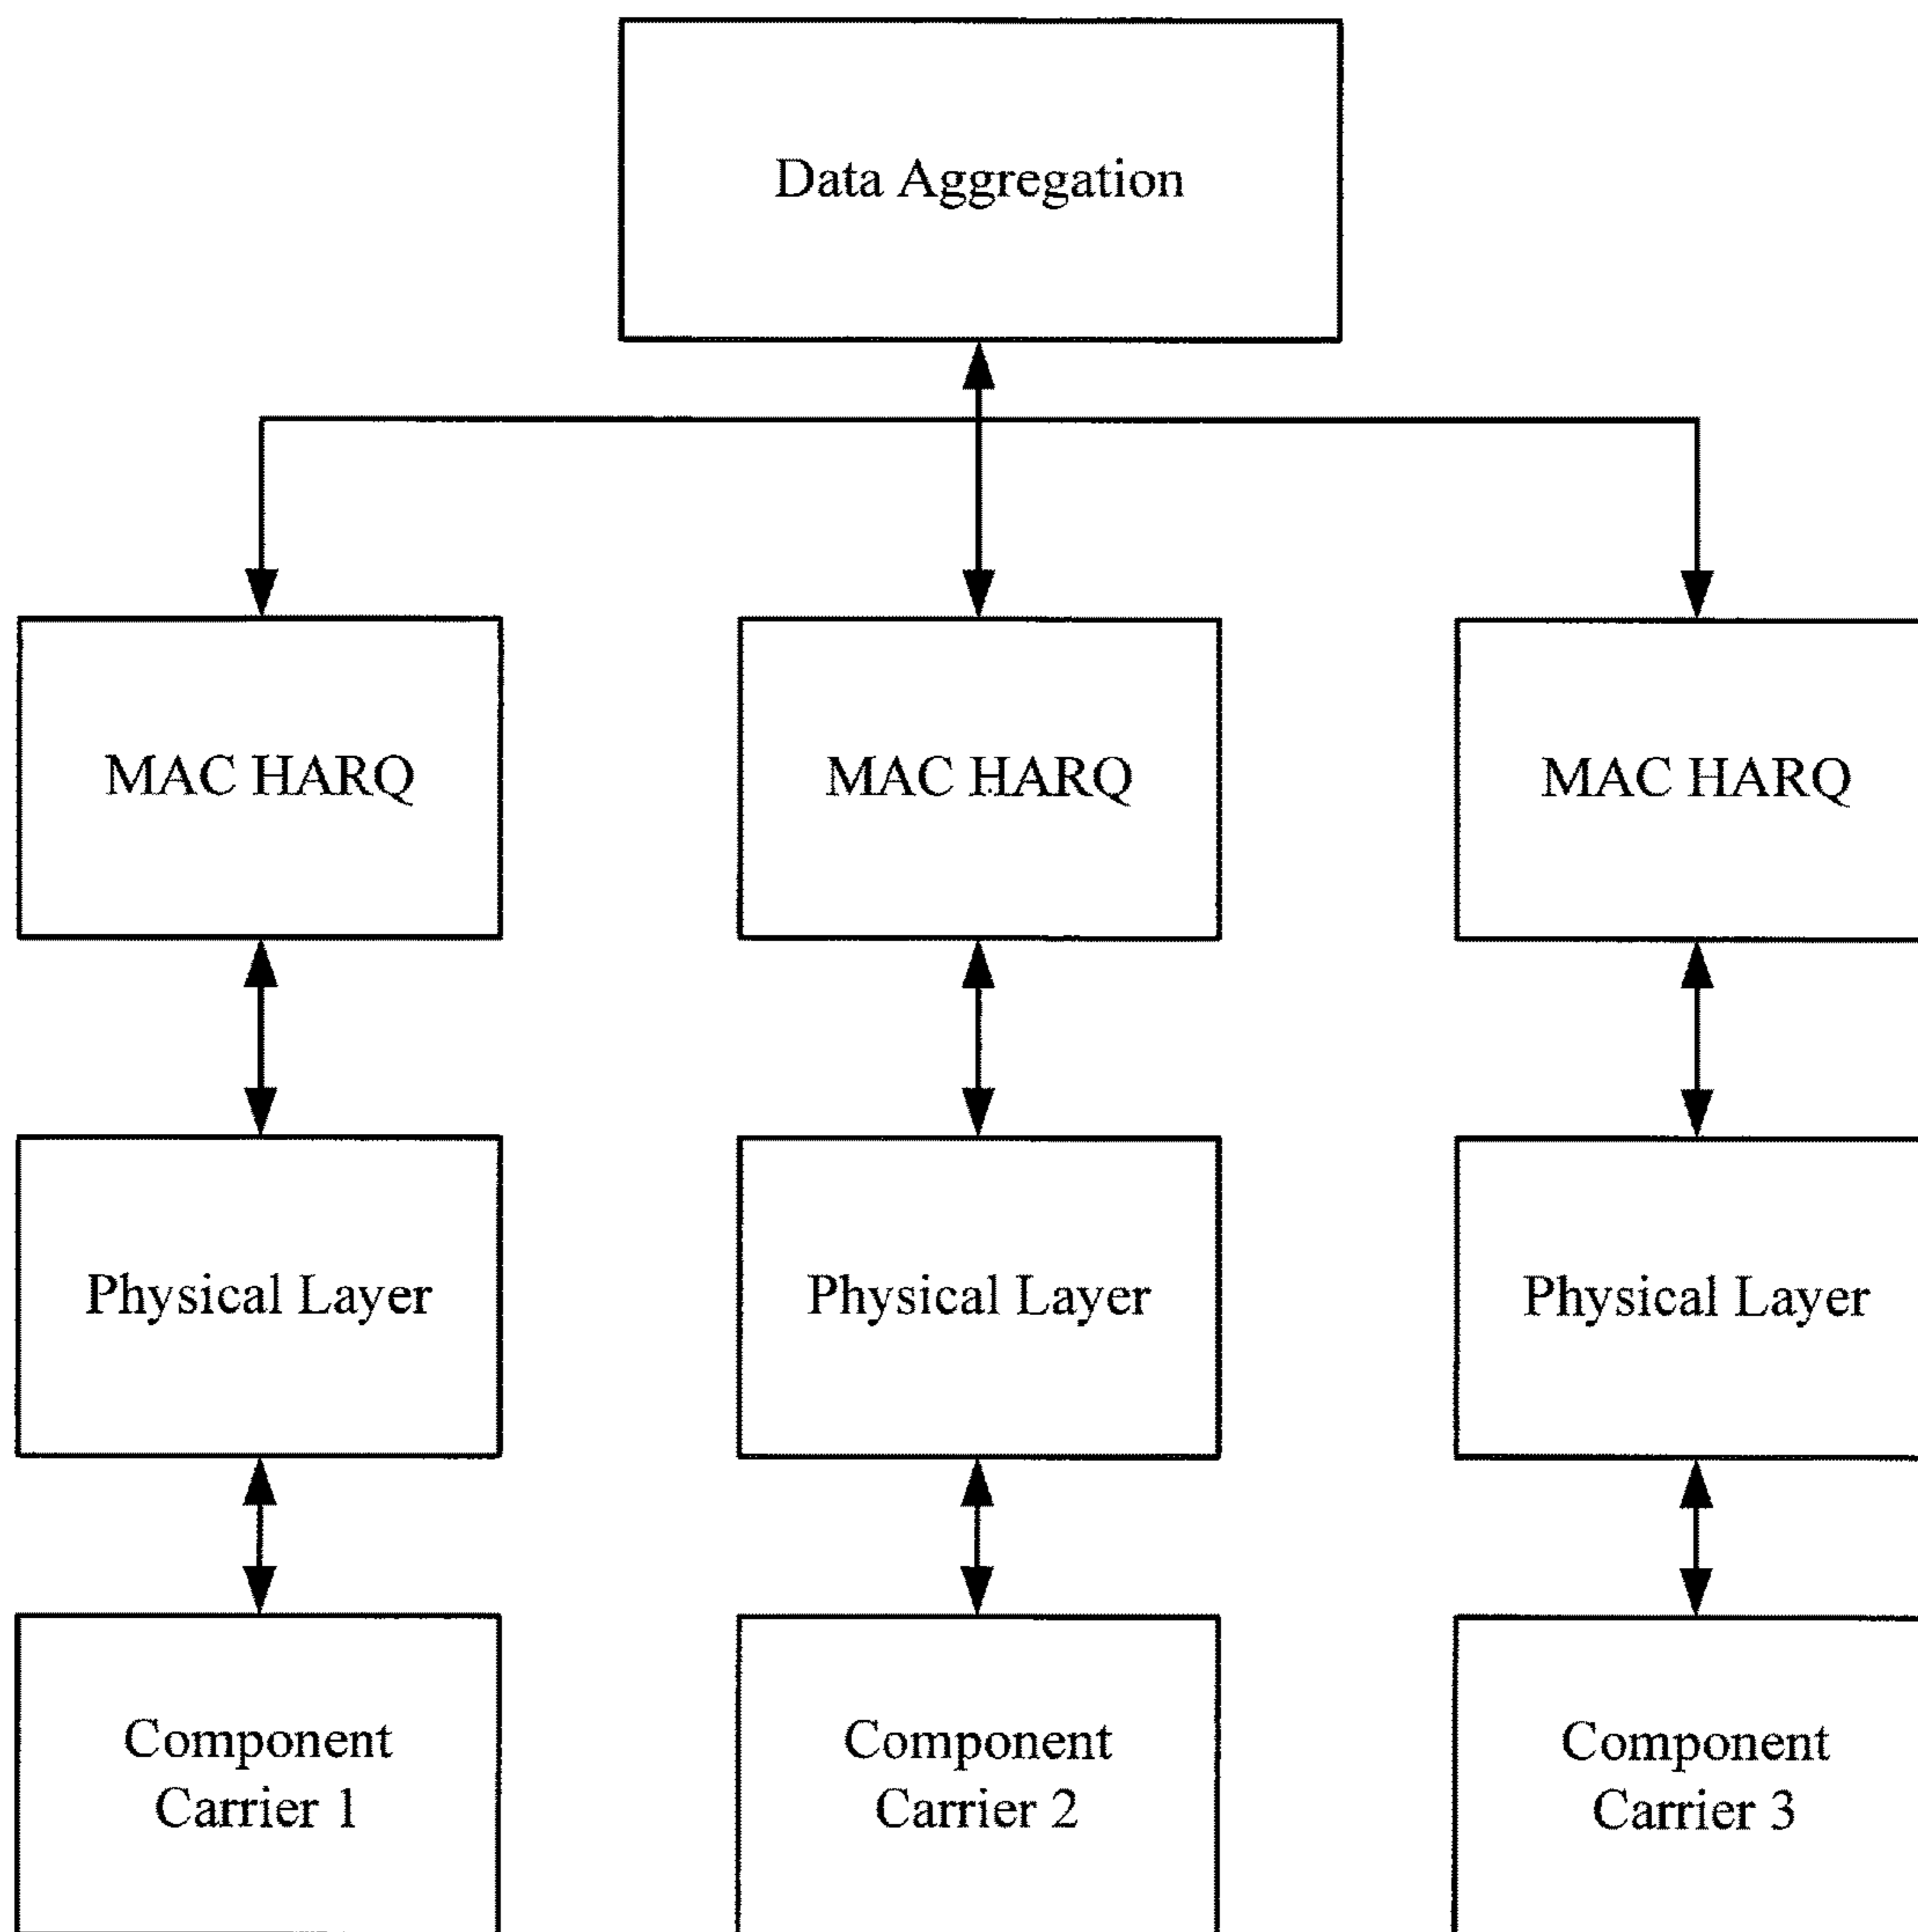 Data Aggregation
MAC HARQ
MAC HARQ
MAC HARQ
Physical Layer
Physical Layer
Physical Layer
Component
Carrier 1
Component
Carrier 2
Component
Carrier 3